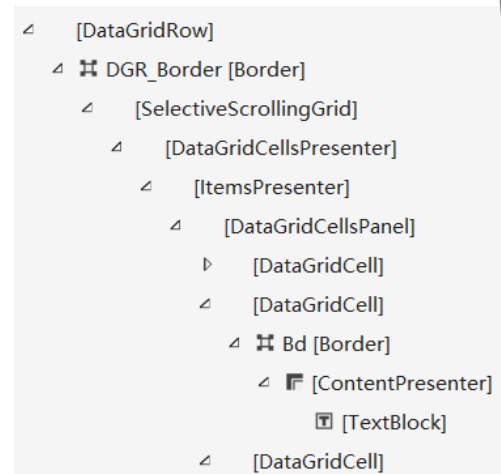 [DataGridRow]
DGR_Border [Border]
[SelectiveScrollingGrid]
[DataGridCellsPresenter]
[ItemsPresenter]
[DataGridCellsPanel]
[DataGridCell]
[DataGridCell]
Bd [Border]
[ContentPresenter]
[TextBlock]
[DataGridCell]